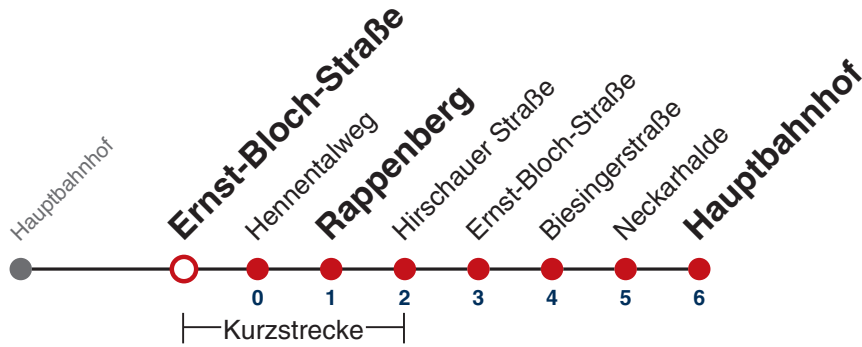 Hauptbahnhof
Ernst-Bloch-Straße
Hennentalweg
Rappenberg
Hirschauer Straße
Ernst-Bloch-Straße
Biesingerstraße
Neckarhalde
Hauptbahnhof
0 1 2 3 4 5 6
Kurzstrecke